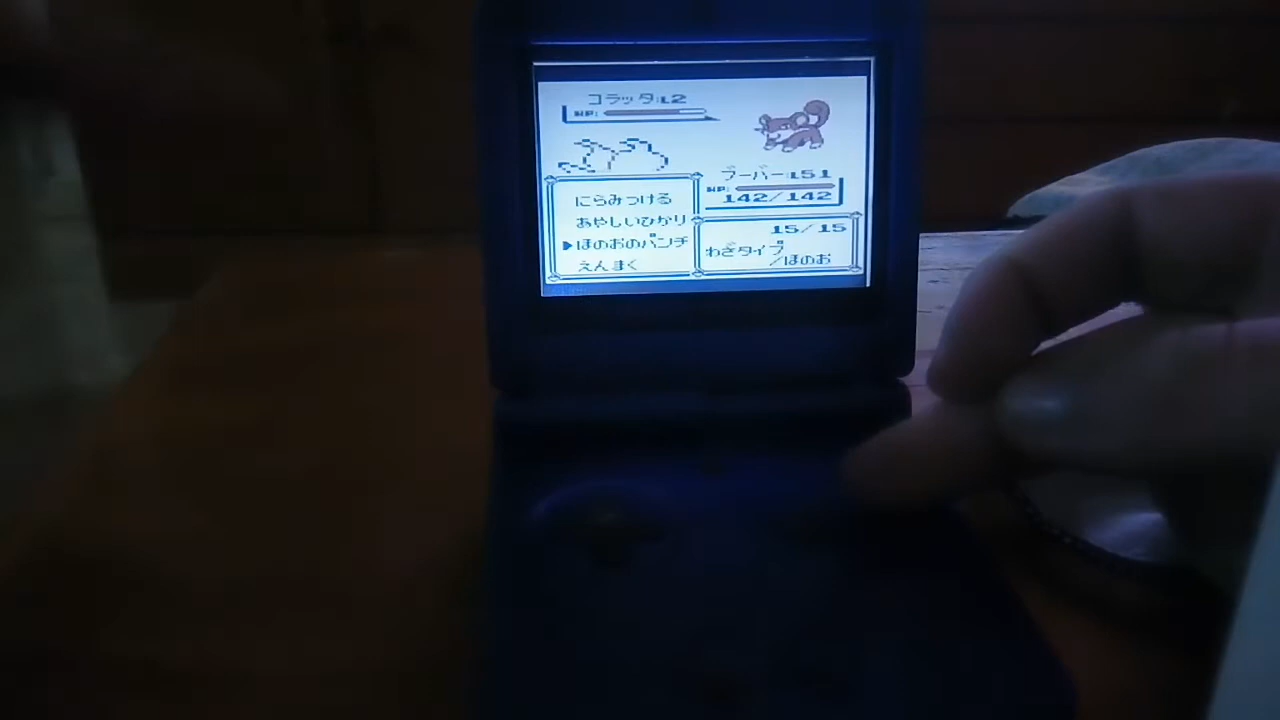 コラッタ:L2
HP:
ブーバー:L51
HP:
142/142
にらみつける
あやしいひかり
▶ほのおのパンチ
えんまく
15/15
わざタイプ
/ほのお